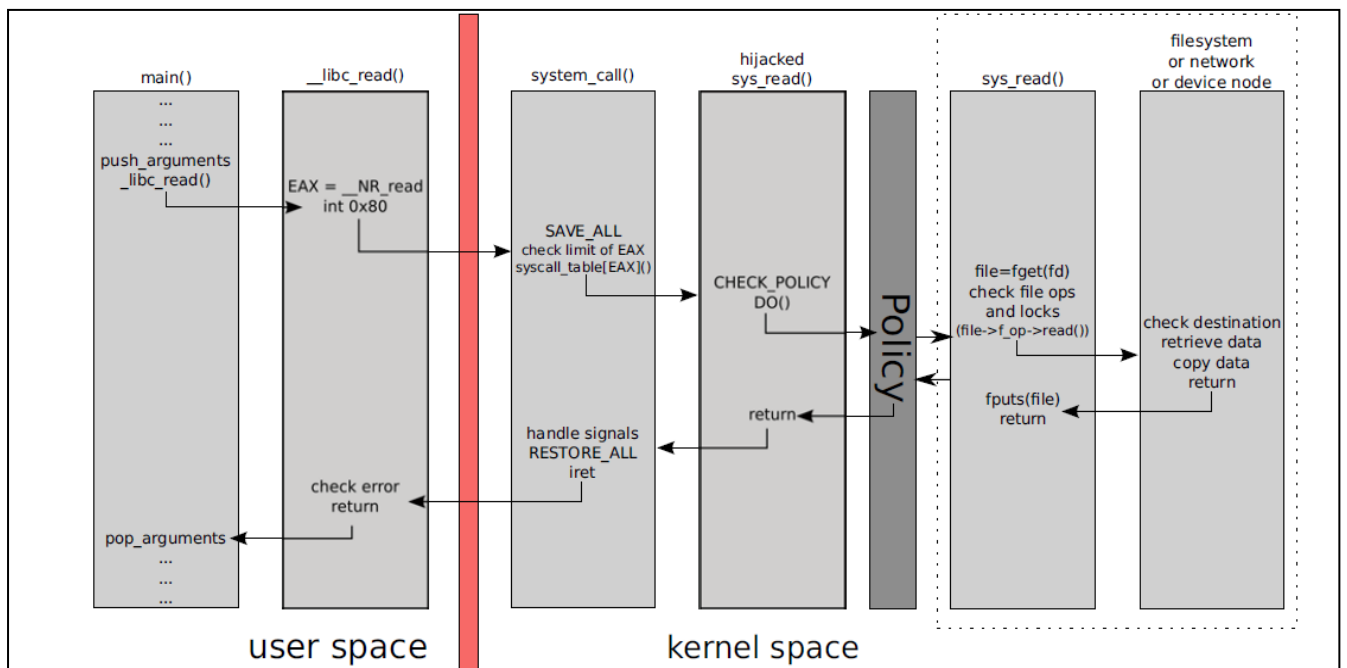 main()
...
...
...
push_arguments
_libc_read()
pop_arguments
...
...
...
__libc_read()
EAX = __NR_read
int 0x80
check error
return
user space
system_call()
SAVE_ALL
check limit of EAX
syscall_table[EAX]()
handle signals
RESTORE_ALL
iret
hijacked
sys_read()
CHECK_POLICY
DO()
return
Policy
sys_read()
file=fget(fd)
check file ops
and locks
(file->f_op->read())
fputs(file)
return
filesystem
or network
or device node
check destination
retrieve data
copy data
return
kernel space